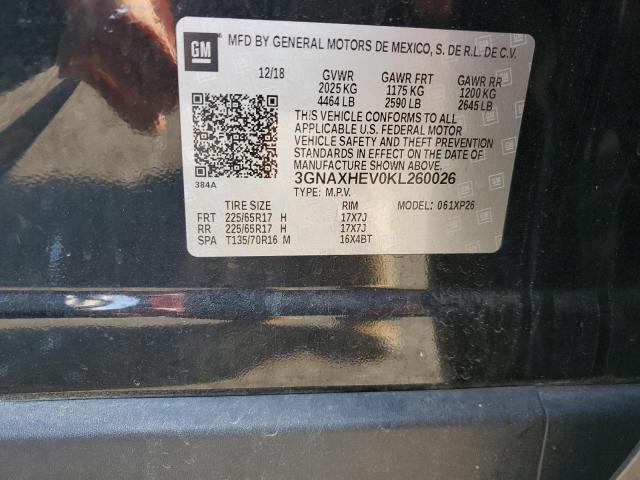 GM
MFD BY GENERAL MOTORS DE MEXICO, S. DE R.L. DE C.V.
12/18 GVWR GAWR FRT GAWR RR
2025 KG 1175 KG 1200 KG
4464 LB 2590 LB 2645 LB
THIS VEHICLE CONFORMS TO ALL
APPLICABLE U.S. FEDERAL MOTOR
VEHICLE SAFETY AND THEFT PREVENTION
STANDARDS IN EFFECT ON THE DATE OF
MANUFACTURE SHOWN ABOVE.
384A
3GNAXHEV0KL260026
TYPE: M.P.V. MODEL: 061XP26
TIRE SIZE RIM
FRT 225/65R17 H 17X7J
RR 225/65R17 H 17X7J
SPA T135/70R16 M 16X4BT